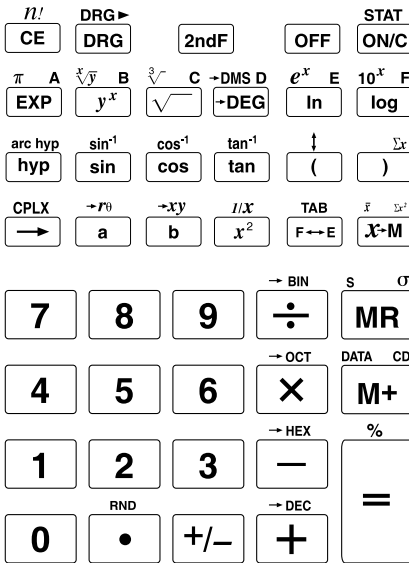 n! DRG► STAT
CE DRG 2ndF OFF ON/C
π A ˣ√y B ³√ C →DMS D eˣ E 10ˣ F
EXP yˣ √ →DEG ln log
arc hyp sin⁻¹ cos⁻¹ tan⁻¹ ↕ Σx
hyp sin cos tan ( )
CPLX →rθ →xy 1/x TAB x̄ Σx²
→ a b x² F↔E x→M
→ BIN S σ
7 8 9 ÷ MR
→ OCT DATA CD
4 5 6 × M+
→ HEX %
1 2 3 − =
RND → DEC
0 • +/− +